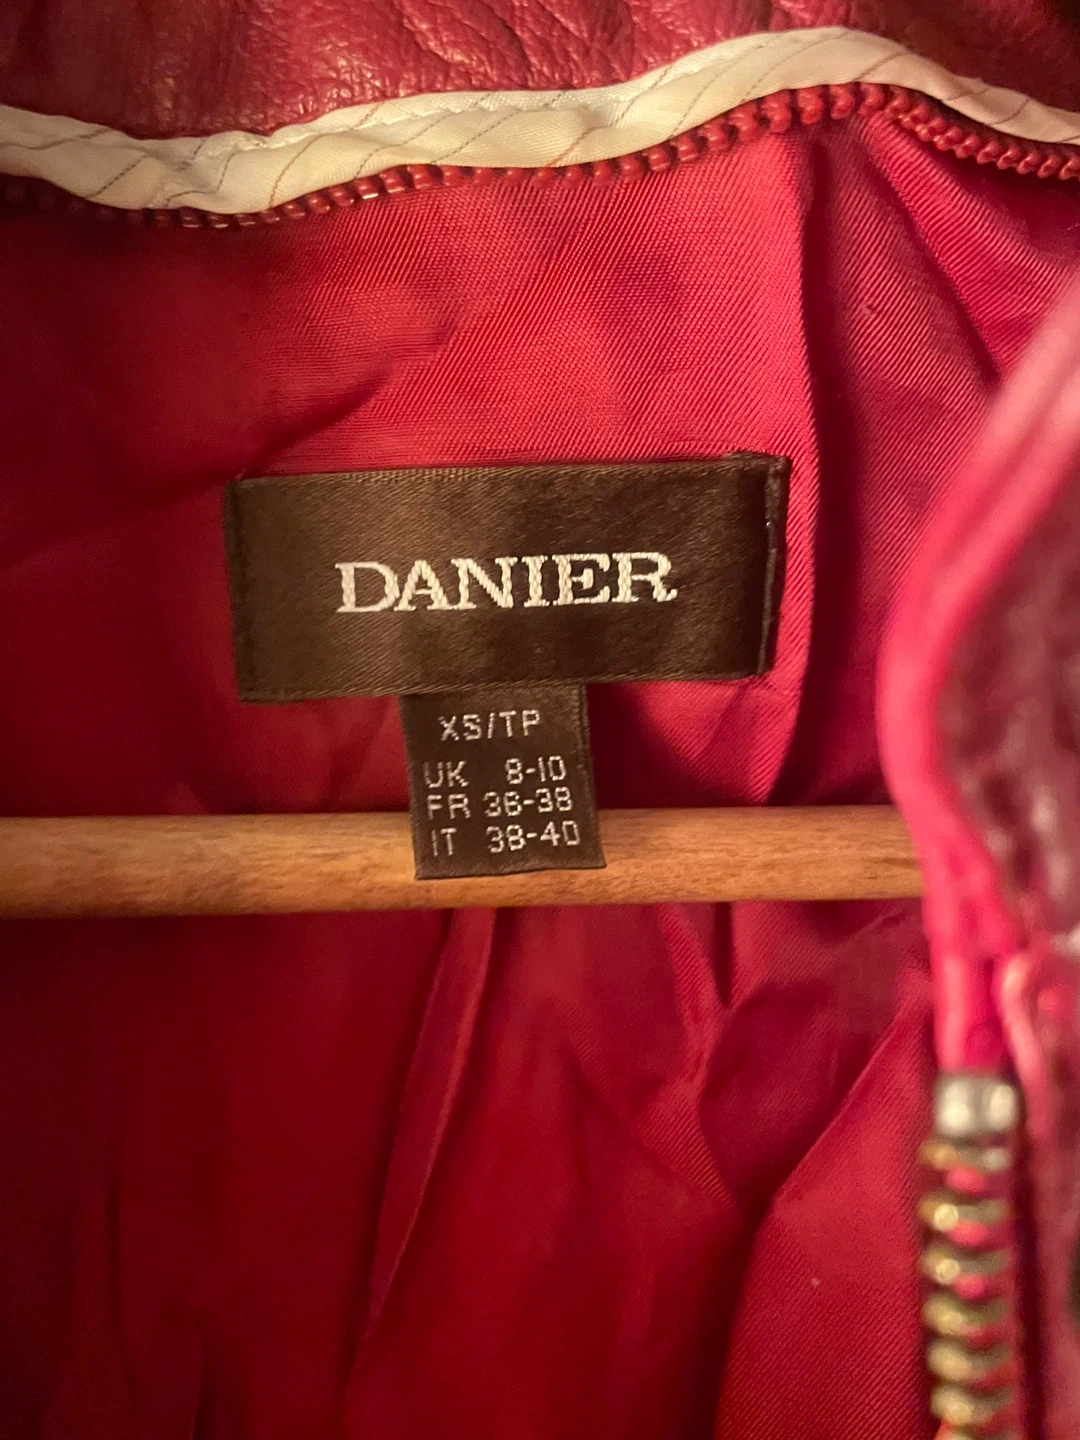 DANIER
XS/TP
UK 8-10
FR 36-38
IT 38-40